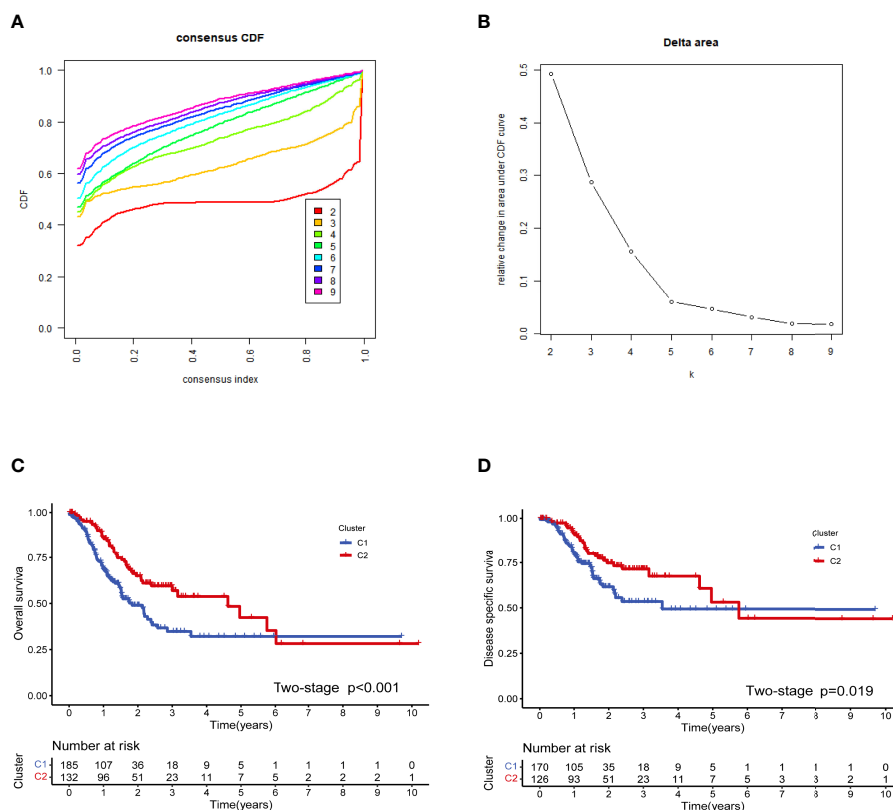 A
consensus CDF
CDF
1.0
0.8
0.6
0.4
0.2
0.0
2
3
4
5
6
7
8
9
0.0 0.2 0.4 0.6 0.8 1.0
consensus index
B
Delta area
relative change in area under CDF curve
0.5
0.4
0.3
0.2
0.1
0.0
2 3 4 5 6 7 8 9
k
C
Overall surviva
1.00
0.75
0.50
0.25
0.00
Cluster
C1
C2
Two-stage p<0.001
0 1 2 3 4 5 6 7 8 9 10
Time(years)
Number at risk
Cluster
C1 185 107 36 18 9 5 1 1 1 1 0
C2 132 96 51 23 11 7 5 2 2 2 1
0 1 2 3 4 5 6 7 8 9 10
Time(years)
D
Disease specific surviva
1.00
0.75
0.50
0.25
0.00
Cluster
C1
C2
Two-stage p=0.019
0 1 2 3 4 5 6 7 8 9 10
Time(years)
Number at risk
Cluster
C1 170 105 35 18 9 5 1 1 1 1 0
C2 126 93 51 23 11 7 5 3 3 2 1
0 1 2 3 4 5 6 7 8 9 10
Time(years)